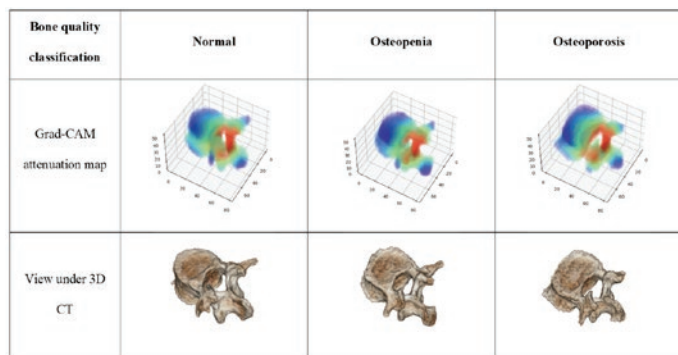 Bone quality
classification
Normal
Osteopenia
Osteoporosis
Grad-CAM
attenuation map
View under 3D
CT